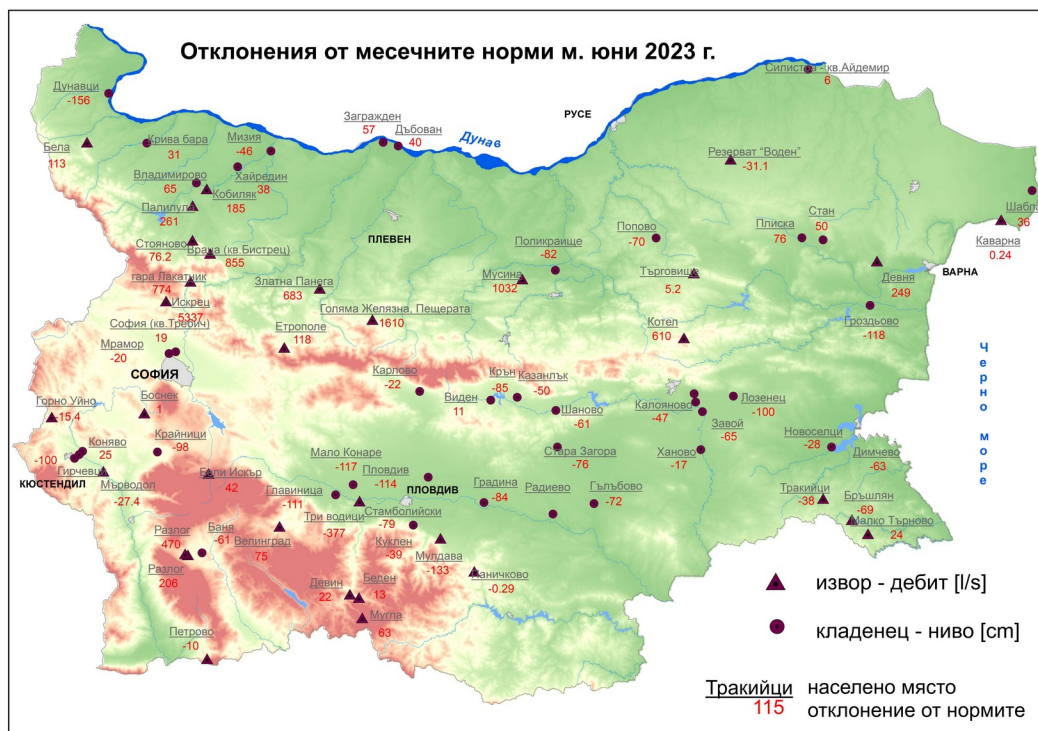 Отклонения от месечните норми м. юни 2023 г.
Силистра - (кв.Айдемир
6
Дунавци
-156
Загражден
57
Дъбован
40
Дунав
РУСЕ
Бела
113
Крива бара
31
Мизия
-46
Хайредин
38
Владимирово
65
Кобиляк
185
Палилула
261
Резерват "Воден"
-31.1
Шабла
36
Каварна
0.24
Стояново
76.2
Враца (кв.Бистрец)
855
ПЛЕВЕН
Поликраище
-82
Попово
-70
Плиска
76
Стан
50
ВАРНА
Девня
249
гара Лакатник
774
Искрец
5337
Златна Панега
683
Мусина
1032
Търговище
5.2
Голяма Желязна, Пещерата
1610
Гроздьово
-118
София (кв.Требич)
19
Мрамор
-20
Етрополе
118
Котел
610
СОФИЯ
Карлово
-22
Крън
-85
Казанлък
-50
Виден
11
Шаново
-61
Калояново
-47
Лозенец
-100
Завой
-65
Черно море
Горно Уйно
-15.4
Боснек
1
Крайници
-98
Коняво
25
-100
Гирчевци
КЮСТЕНДИЛ
Мърводол
-27.4
Бели Искър
42
Мало Конаре
-117
Пловдив
-114
ПЛОВДИВ
Главиница
-111
Три водици
-377
Стамболийски
-79
Куклен
-39
Градина
-84
Радиево
Стара Загора
-76
Гълъбово
-72
Ханово
-17
Новоселци
-28
Димчево
-63
Тракийци
-38
Бръшлян
-69
Малко Търново
24
Разлог
470
Баня
-61
Велинград
75
Разлог
206
Мулдава
-133
-0.29
Девин
22
Беден
13
Мугла
63
Петрово
-10
извор - дебит [l/s]
кладенец - ниво [cm]
Тракийци населено място
115 отклонение от нормите